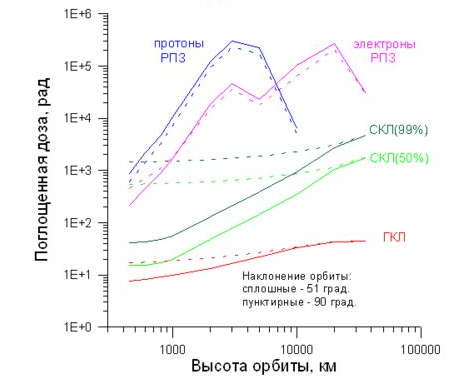 1E+6
1E+5
1E+4
1E+3
1E+2
1E+1
1E+0
Поглощенная доза, рад
протоны
РПЗ
электроны
РПЗ
СКЛ(99%)
СКЛ(50%)
ГКЛ
Наклонение орбиты:
сплошные - 51 град.
пунктирные - 90 град.
1000
10000
100000
Высота орбиты, км